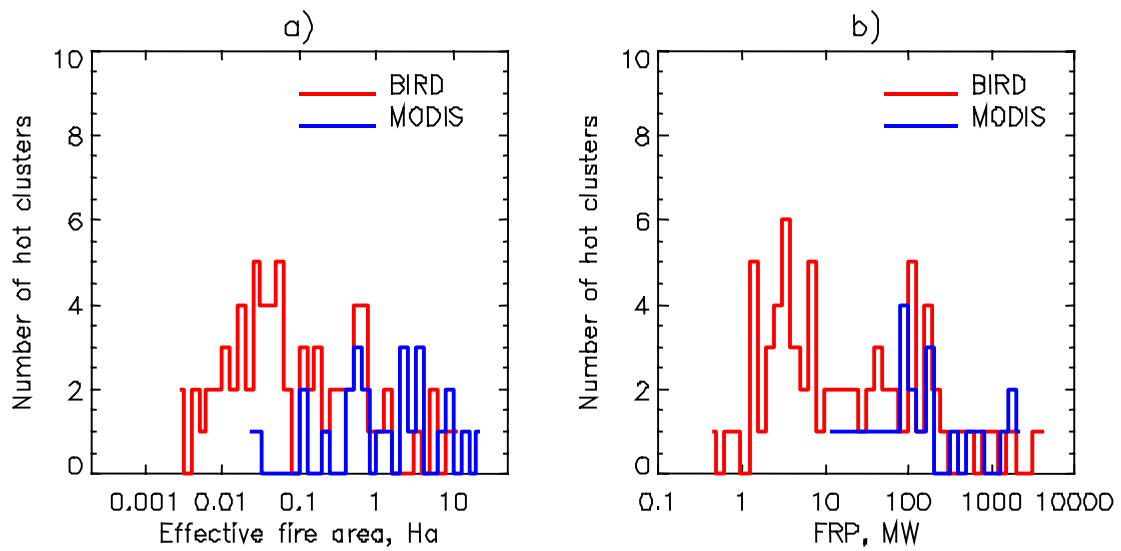 a)
10
8
6
4
2
0
Number of hot clusters
BIRD
MODIS
0.001 0.01 0.1 1 10
Effective fire area, Ha
b)
10
8
6
4
2
0
Number of hot clusters
BIRD
MODIS
0.1 1 10 100 1000 10000
FRP, MW